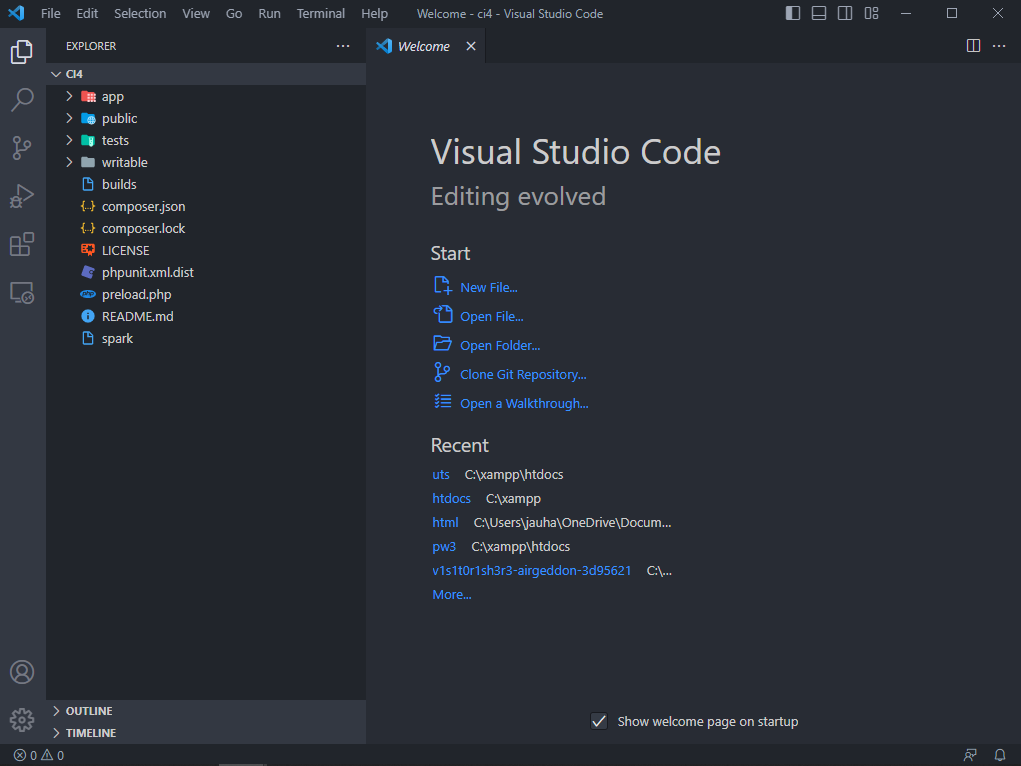 File Edit Selection View Go Run Terminal Help Welcome - ci4 - Visual Studio Code
EXPLORER
Welcome
CI4
app
public
tests
writable
builds
composer.json
composer.lock
LICENSE
phpunit.xml.dist
preload.php
README.md
spark
Visual Studio Code
Editing evolved
Start
New File...
Open File...
Open Folder...
Clone Git Repository...
Open a Walkthrough...
Recent
uts C:\xampp\htdocs
htdocs C:\xampp
html C:\Users\jauha\OneDrive\Docum...
pw3 C:\xampp\htdocs
v1s1t0r1sh3r3-airgeddon-3d95621 C:\...
More...
Show welcome page on startup
OUTLINE
TIMELINE
0 0